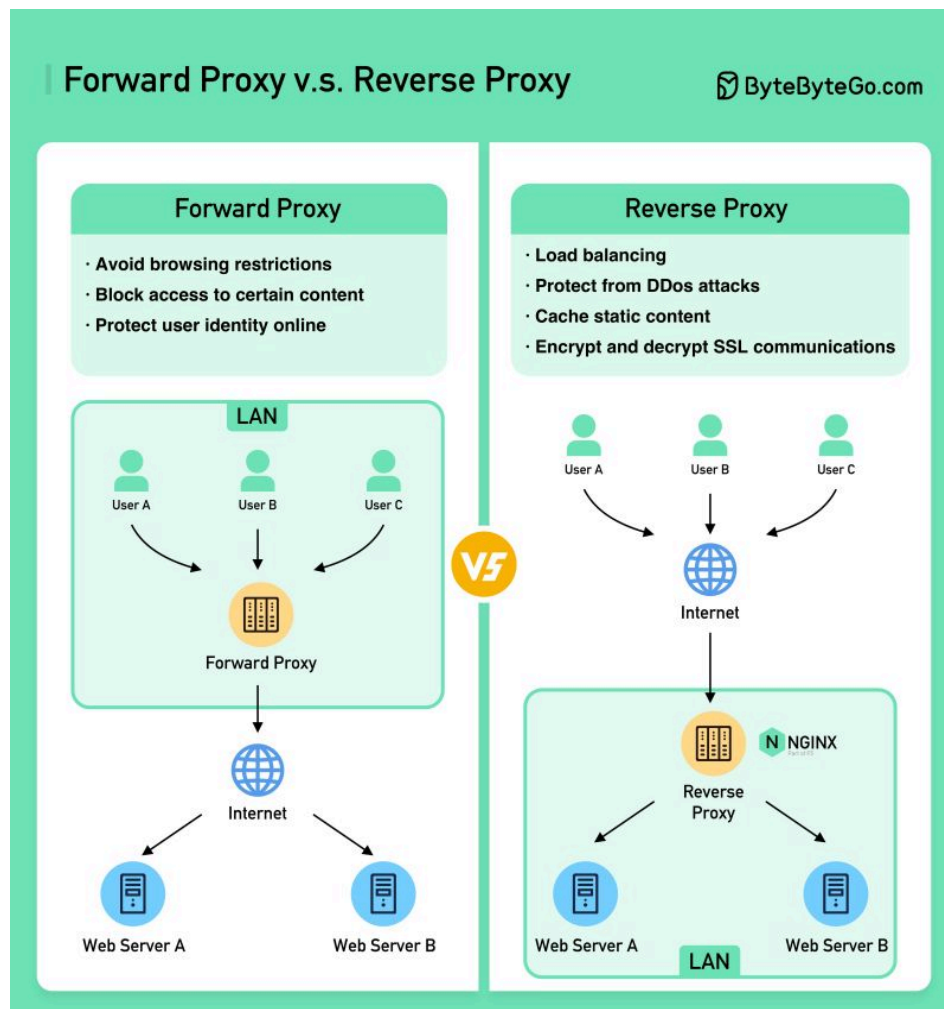 Forward Proxy v.s. Reverse Proxy
ByteByteGo.com
Forward Proxy
· Avoid browsing restrictions
· Block access to certain content
· Protect user identity online
LAN
User A
User B
User C
Forward Proxy
Internet
Web Server A
Web Server B
VS
Reverse Proxy
· Load balancing
· Protect from DDos attacks
· Cache static content
· Encrypt and decrypt SSL communications
User A
User B
User C
Internet
N NGINX
Part of F5
Reverse
Proxy
Web Server A
Web Server B
LAN